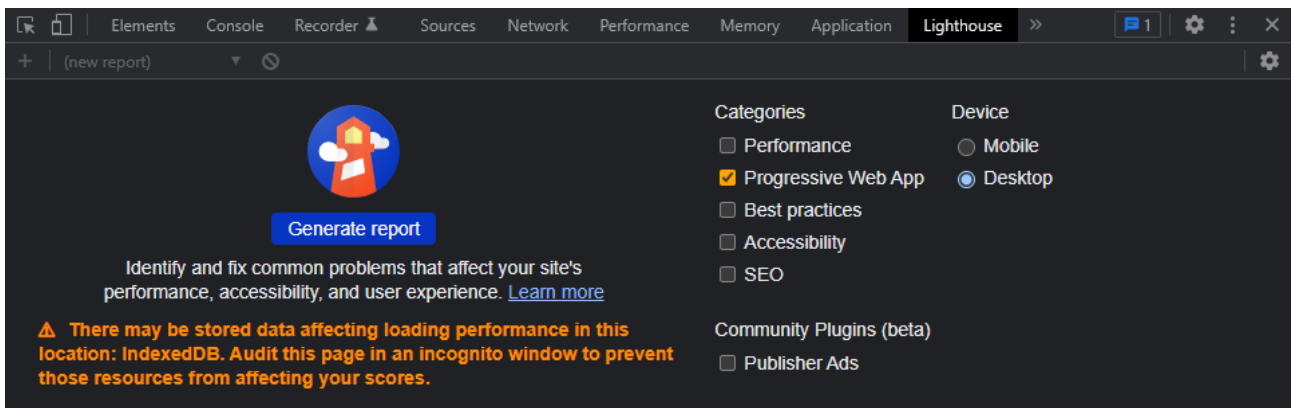 Elements Console Recorder Sources Network Performance Memory Application Lighthouse » 1
+ (new report)
Generate report
Identify and fix common problems that affect your site's
performance, accessibility, and user experience. Learn more
There may be stored data affecting loading performance in this
location: IndexedDB. Audit this page in an incognito window to prevent
those resources from affecting your scores.
Categories
Performance
Progressive Web App
Best practices
Accessibility
SEO
Device
Mobile
Desktop
Community Plugins (beta)
Publisher Ads